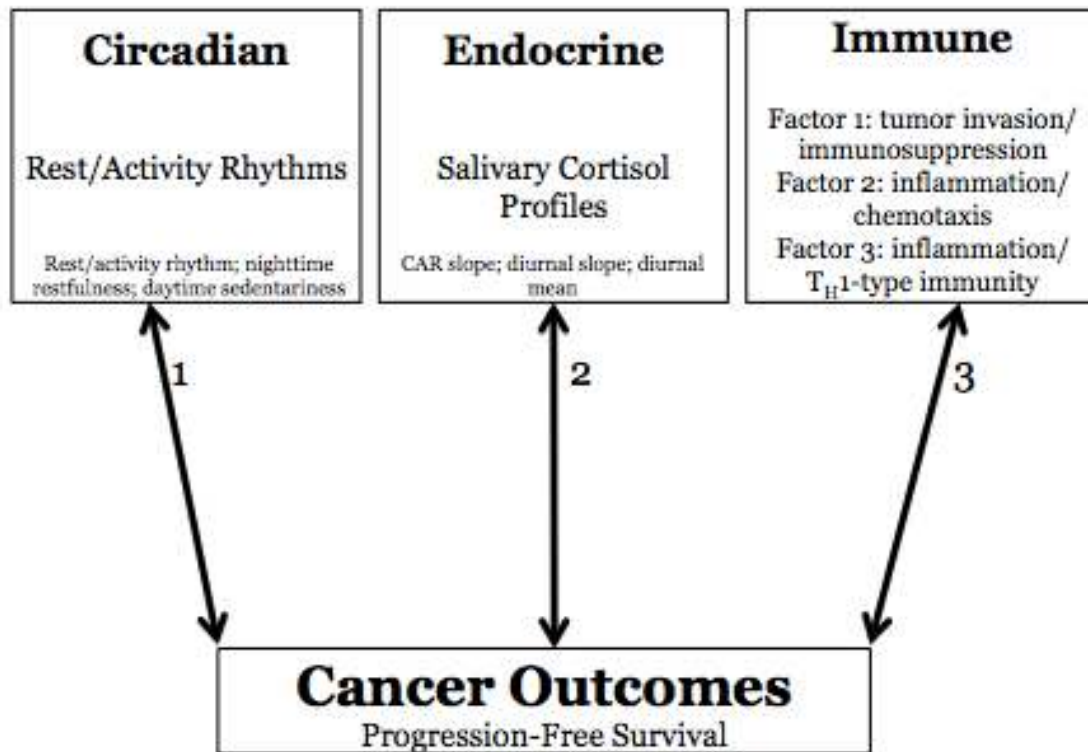 Circadian
Rest/Activity Rhythms
Rest/activity rhythm; nighttime
restfulness; daytime sedentariness
Endocrine
Salivary Cortisol
Profiles
CAR slope; diurnal slope; diurnal
mean
Immune
Factor 1: tumor invasion/
immunosuppression
Factor 2: inflammation/
chemotaxis
Factor 3: inflammation/
TH1-type immunity
1
2
3
Cancer Outcomes
Progression-Free Survival